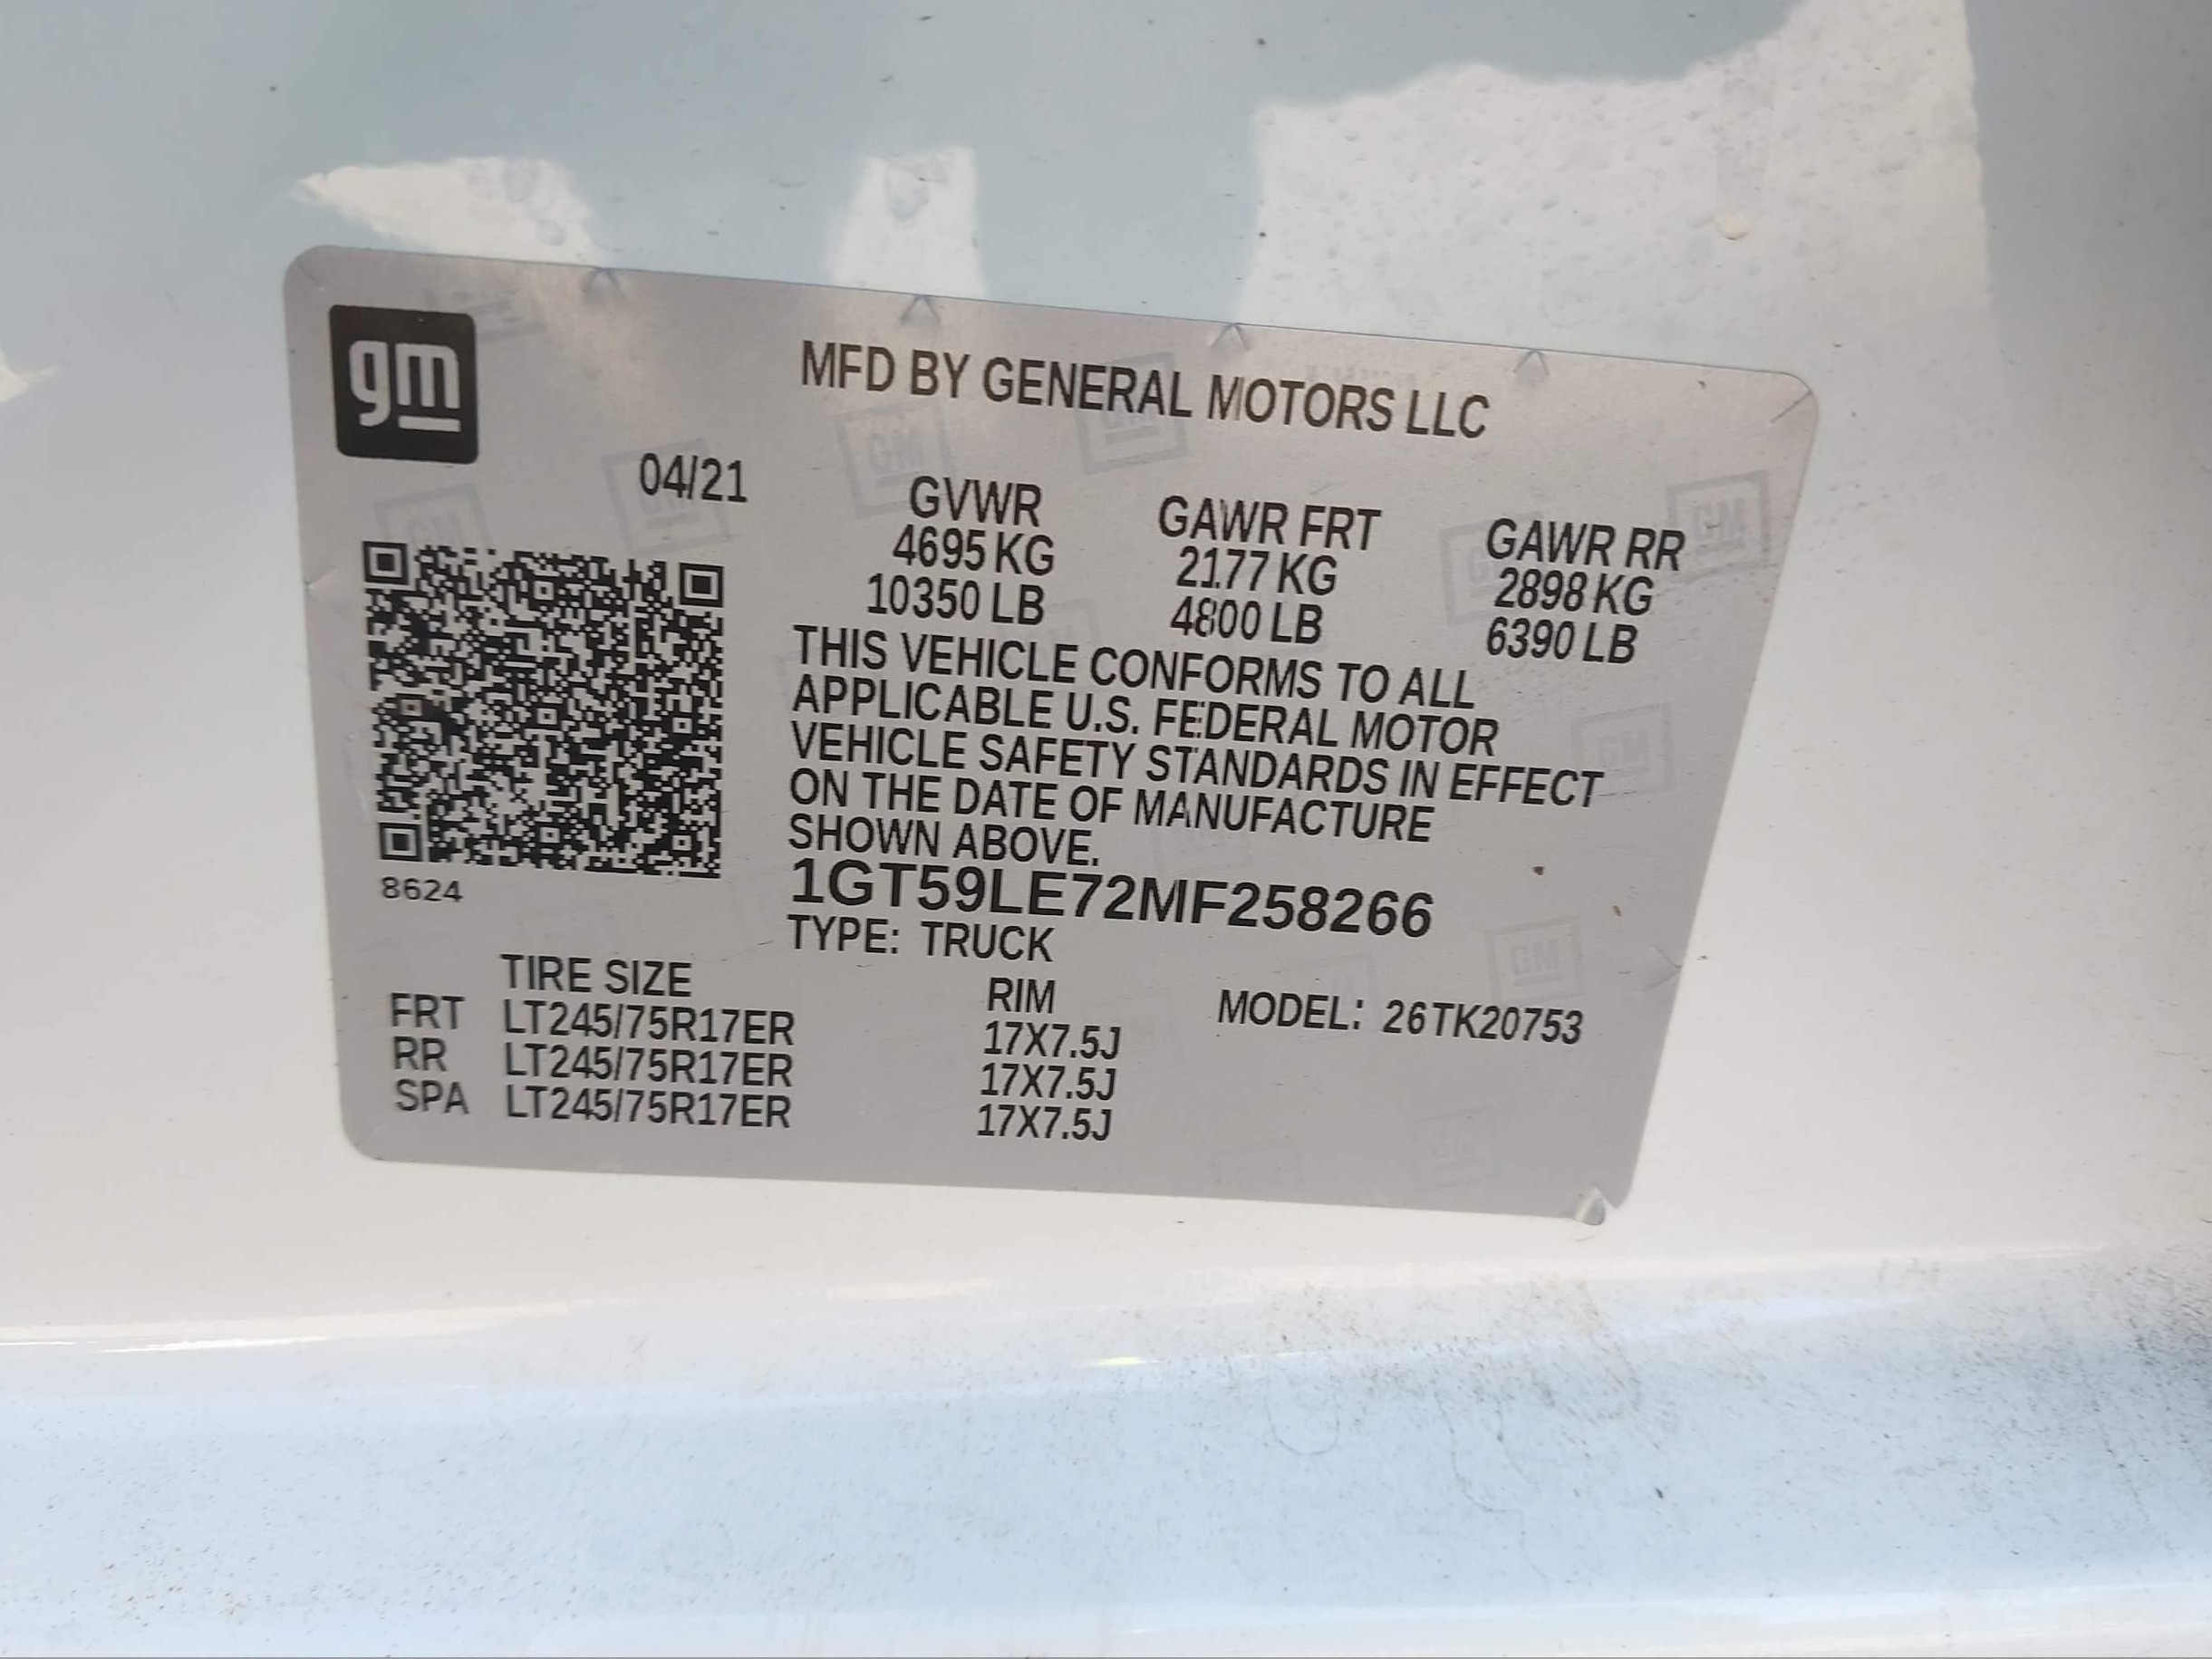 gm
MFD BY GENERAL MOTORS LLC
04/21
GVWR GAWR FRT GAWR RR
4695 KG 2177 KG 2898 KG
10350 LB 4800 LB 6390 LB
THIS VEHICLE CONFORMS TO ALL
APPLICABLE U.S. FEDERAL MOTOR
VEHICLE SAFETY STANDARDS IN EFFECT
ON THE DATE OF MANUFACTURE
SHOWN ABOVE.
8624
1GT59LE72MF258266
TYPE: TRUCK
TIRE SIZE RIM MODEL: 26TK20753
FRT LT245/75R17ER 17X7.5J
RR LT245/75R17ER 17X7.5J
SPA LT245/75R17ER 17X7.5J